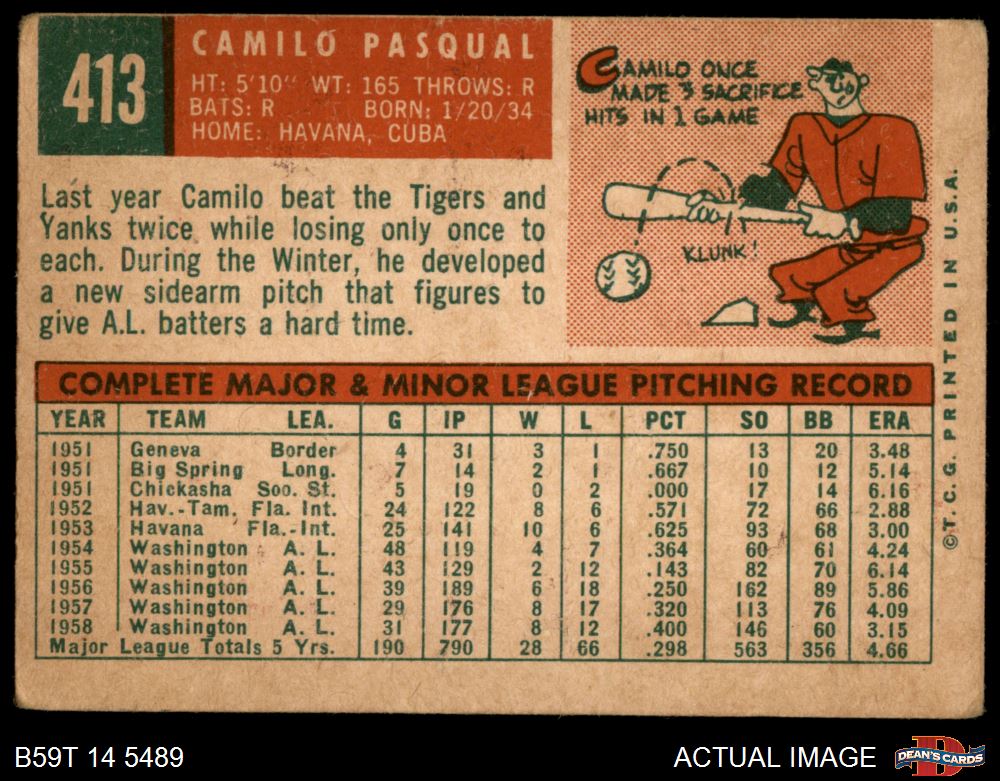 413
CAMILO PASQUAL
HT: 5'10" WT: 165 THROWS: R
BATS: R BORN: 1/20/34
HOME: HAVANA, CUBA
CAMILO ONCE
MADE 3 SACRIFICE
HITS IN 1 GAME
KLUNK!
Last year Camilo beat the Tigers and
Yanks twice while losing only once to
each. During the Winter, he developed
a new sidearm pitch that figures to
give A.L. batters a hard time.
COMPLETE MAJOR & MINOR LEAGUE PITCHING RECORD
YEAR TEAM LEA. G IP W L PCT SO BB ERA
1951 Geneva Border 4 31 3 1 .750 13 20 3.48
1951 Big Spring Long. 7 14 2 1 .667 10 12 5.14
1951 Chickasha Soo. St. 5 19 0 2 .000 17 14 6.16
1952 Hav.-Tam. Fla. Int. 24 122 8 6 .571 72 66 2.88
1953 Havana Fla.-Int. 25 141 10 6 .625 93 68 3.00
1954 Washington A. L. 48 119 4 7 .364 60 61 4.24
1955 Washington A. L. 43 129 2 12 .143 82 70 6.14
1956 Washington A. L. 39 189 6 18 .250 162 89 5.86
1957 Washington A. L. 29 176 8 17 .320 113 76 4.09
1958 Washington A. L. 31 177 8 12 .400 146 60 3.15
Major League Totals 5 Yrs. 190 790 28 66 .298 563 356 4.66
©T. C. G. PRINTED IN U.S.A.
B59T 14 5489
ACTUAL IMAGE
D
DEAN'S CARDS